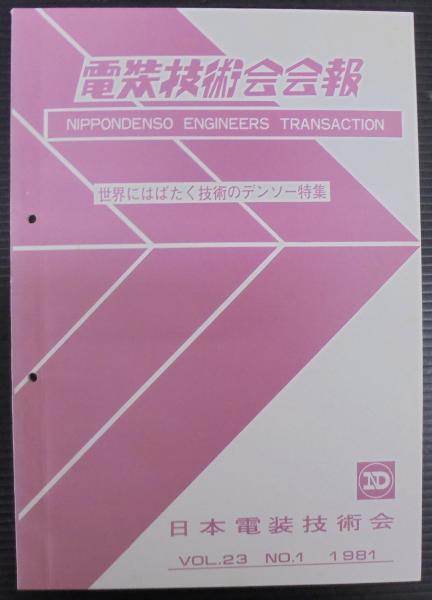 電装技術会会報
NIPPONDENSO ENGINEERS TRANSACTION
世界にはばたく技術のデンソー特集
ND
日本電装技術会
VOL.23 NO.1 1981